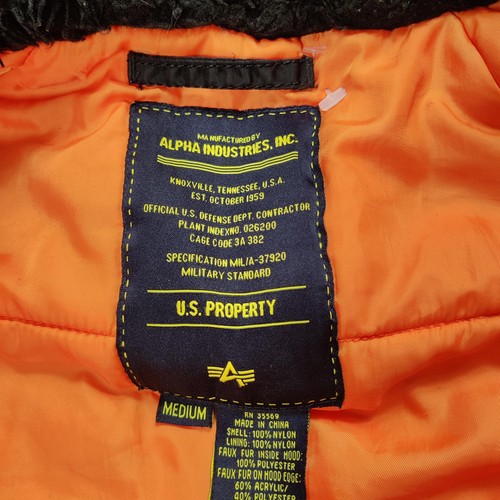 MANUFACTURED BY
ALPHA INDUSTRIES, INC.
KNOXVILLE, TENNESSEE, U.S.A.
EST. OCTOBER 1959
OFFICIAL U.S. DEFENSE DEPT. CONTRACTOR
PLANT INDEXNO. 026200
CAGE CODE 3A 382
SPECIFICATION MIL/A-37920
MILITARY STANDARD
U.S. PROPERTY
MEDIUM
RN 35569
MADE IN CHINA
SHELL: 100% NYLON
LINING: 100% NYLON
FAUX FUR INSIDE HOOD:
100% POLYESTER
FAUX FUR ON HOOD EDGE:
60% ACRYLIC/
40% POLYESTER